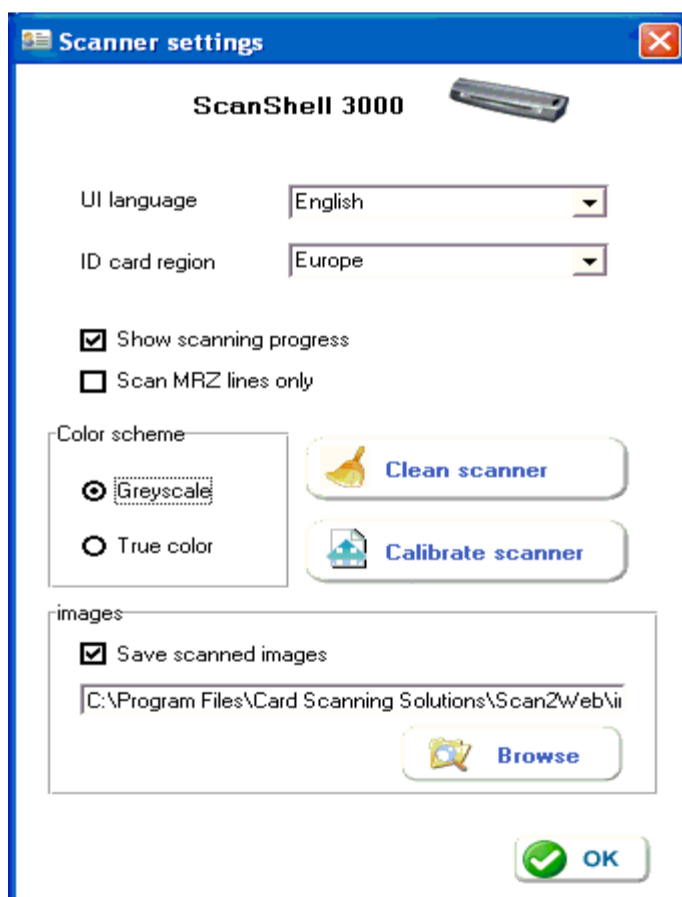 Scanner settings
ScanShell 3000
UI language English
ID card region Europe
Show scanning progress
Scan MRZ lines only
Color scheme
Greyscale
True color
Clean scanner
Calibrate scanner
images
Save scanned images
C:\Program Files\Card Scanning Solutions\Scan2Web\
Browse
OK